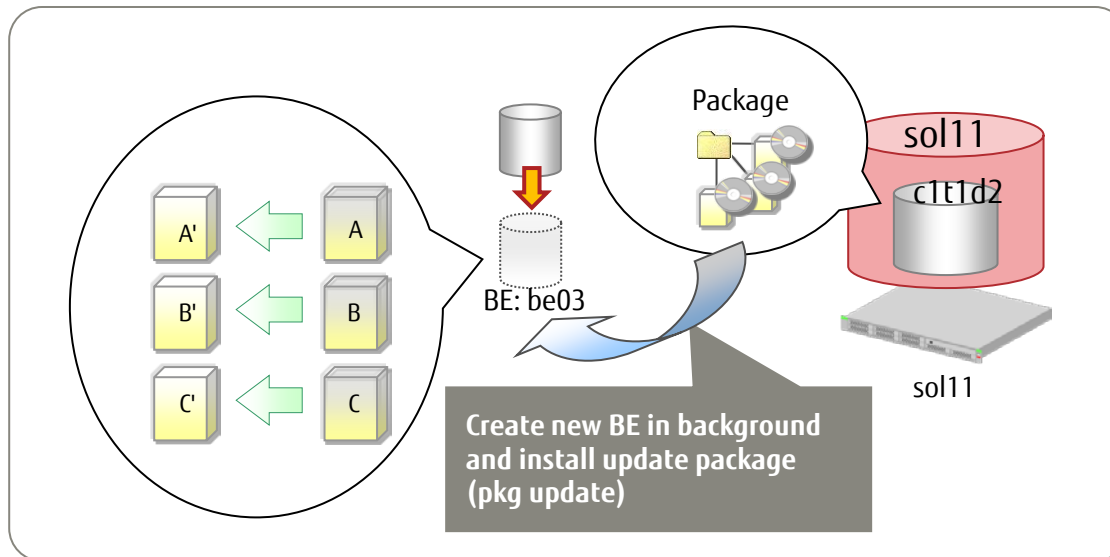 Package
sol11
c1t1d2
A'
A
B'
B
C'
C
BE: be03
sol11
Create new BE in background
and install update package
(pkg update)